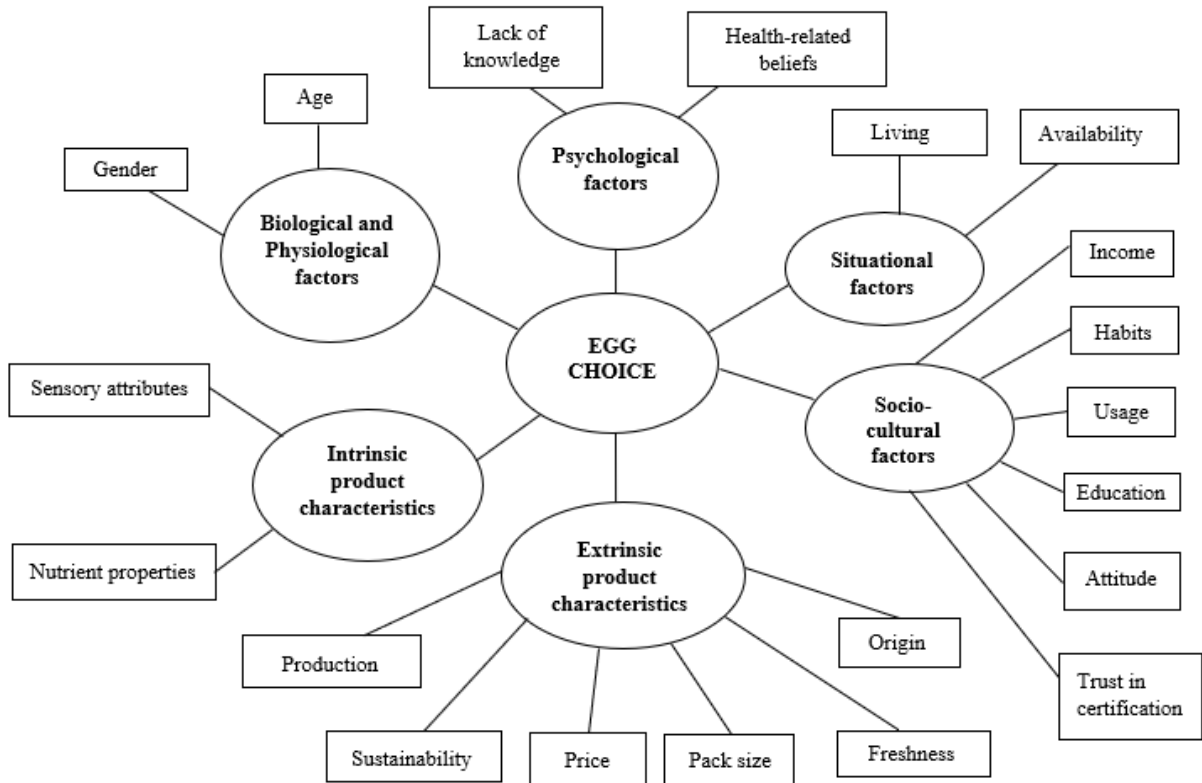 Lack of
knowledge
Health-related
beliefs
Age
Gender
Living
Availability
Psychological
factors
Biological and
Physiological
factors
Situational
factors
Income
Habits
EGG
CHOICE
Sensory attributes
Usage
Socio-
cultural
factors
Intrinsic
product
characteristics
Education
Nutrient properties
Extrinsic
product
characteristics
Attitude
Origin
Production
Trust in
certification
Sustainability
Price
Pack size
Freshness